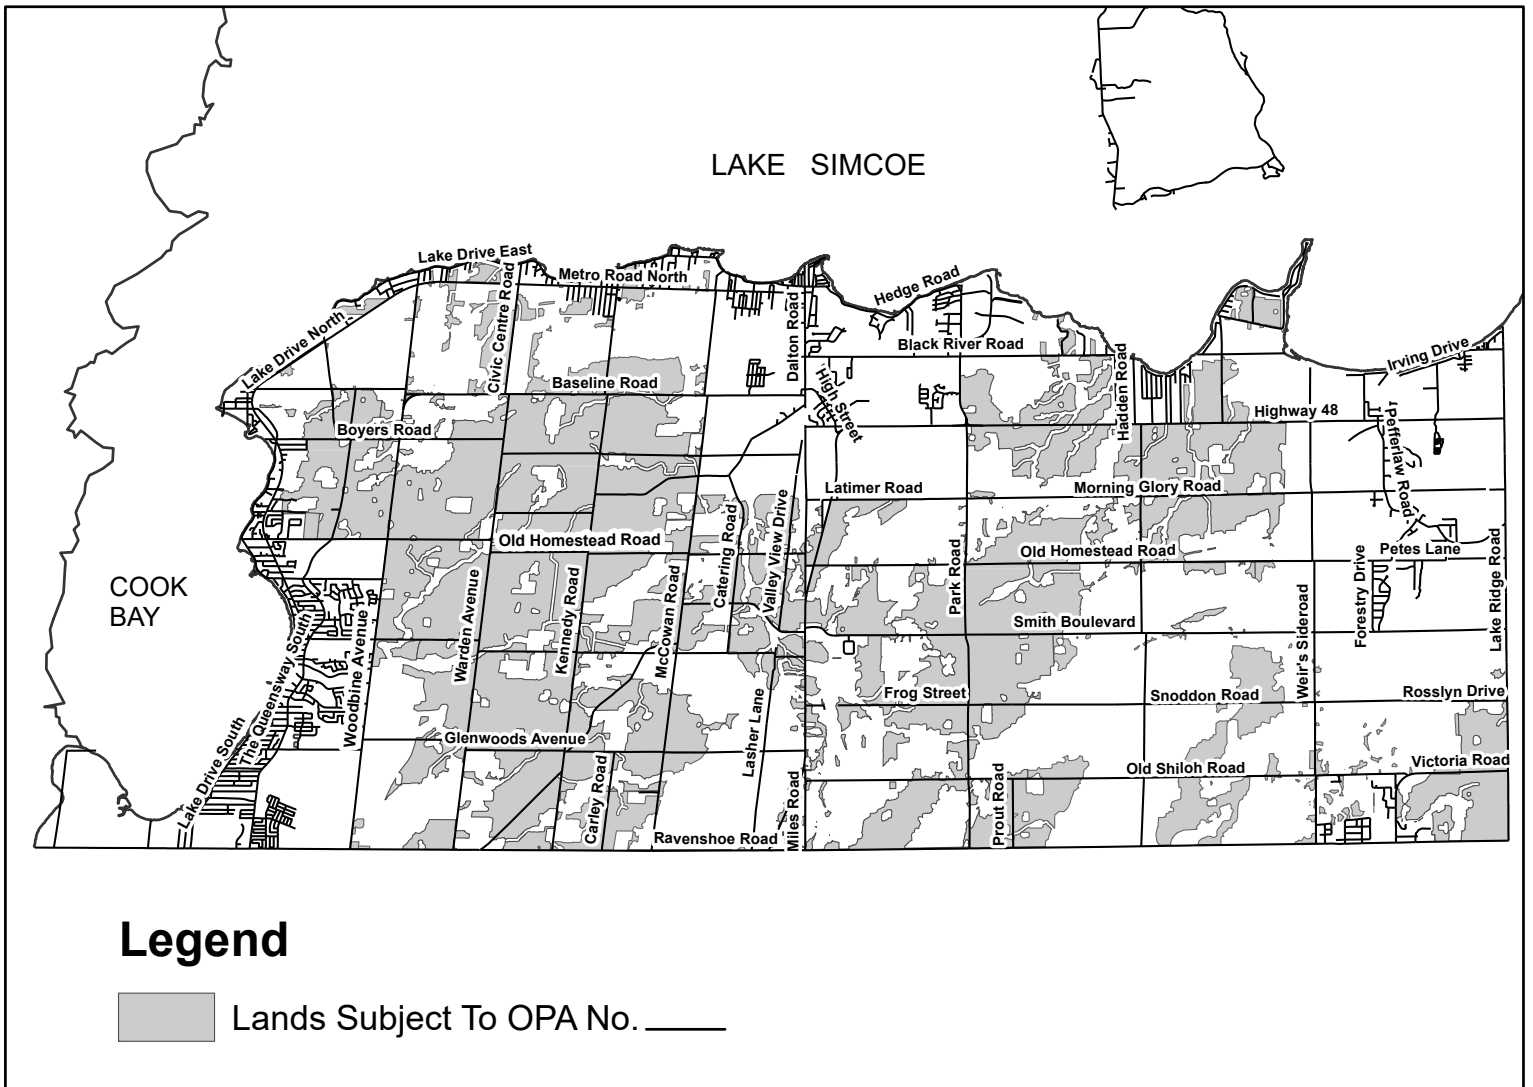 LAKE SIMCOE
Lake Drive East
Metro Road North
Hedge Road
Civic Centre Road
Dalton Road
Lake Drive North
Black River Road
Irving Drive
Baseline Road
High Street
Hadden Road
Highway 48
Boyers Road
Pefferlaw Road
Latimer Road
Morning Glory Road
Old Homestead Road
Catering Road
Valley View Drive
Old Homestead Road
Petes Lane
COOK
BAY
Warden Avenue
Kennedy Road
McCowan Road
Park Road
Smith Boulevard
Weir's Sideroad
Forestry Drive
Lake Ridge Road
Woodbine Avenue
The Queensway South
Lake Drive South
Frog Street
Snoddon Road
Rosslyn Drive
Glenwoods Avenue
Lasher Lane
Old Shiloh Road
Victoria Road
Carley Road
Ravenshoe Road
Miles Road
Prout Road
Legend
Lands Subject To OPA No.